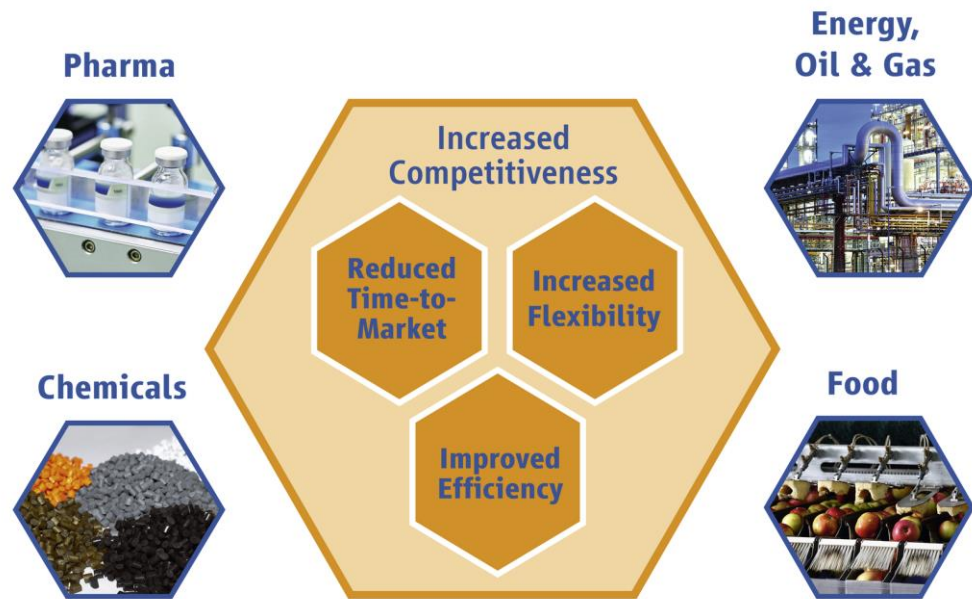 Pharma
Energy,
Oil & Gas
Increased
Competitiveness
Reduced
Time-to-
Market
Increased
Flexibility
Chemicals
Food
Improved
Efficiency